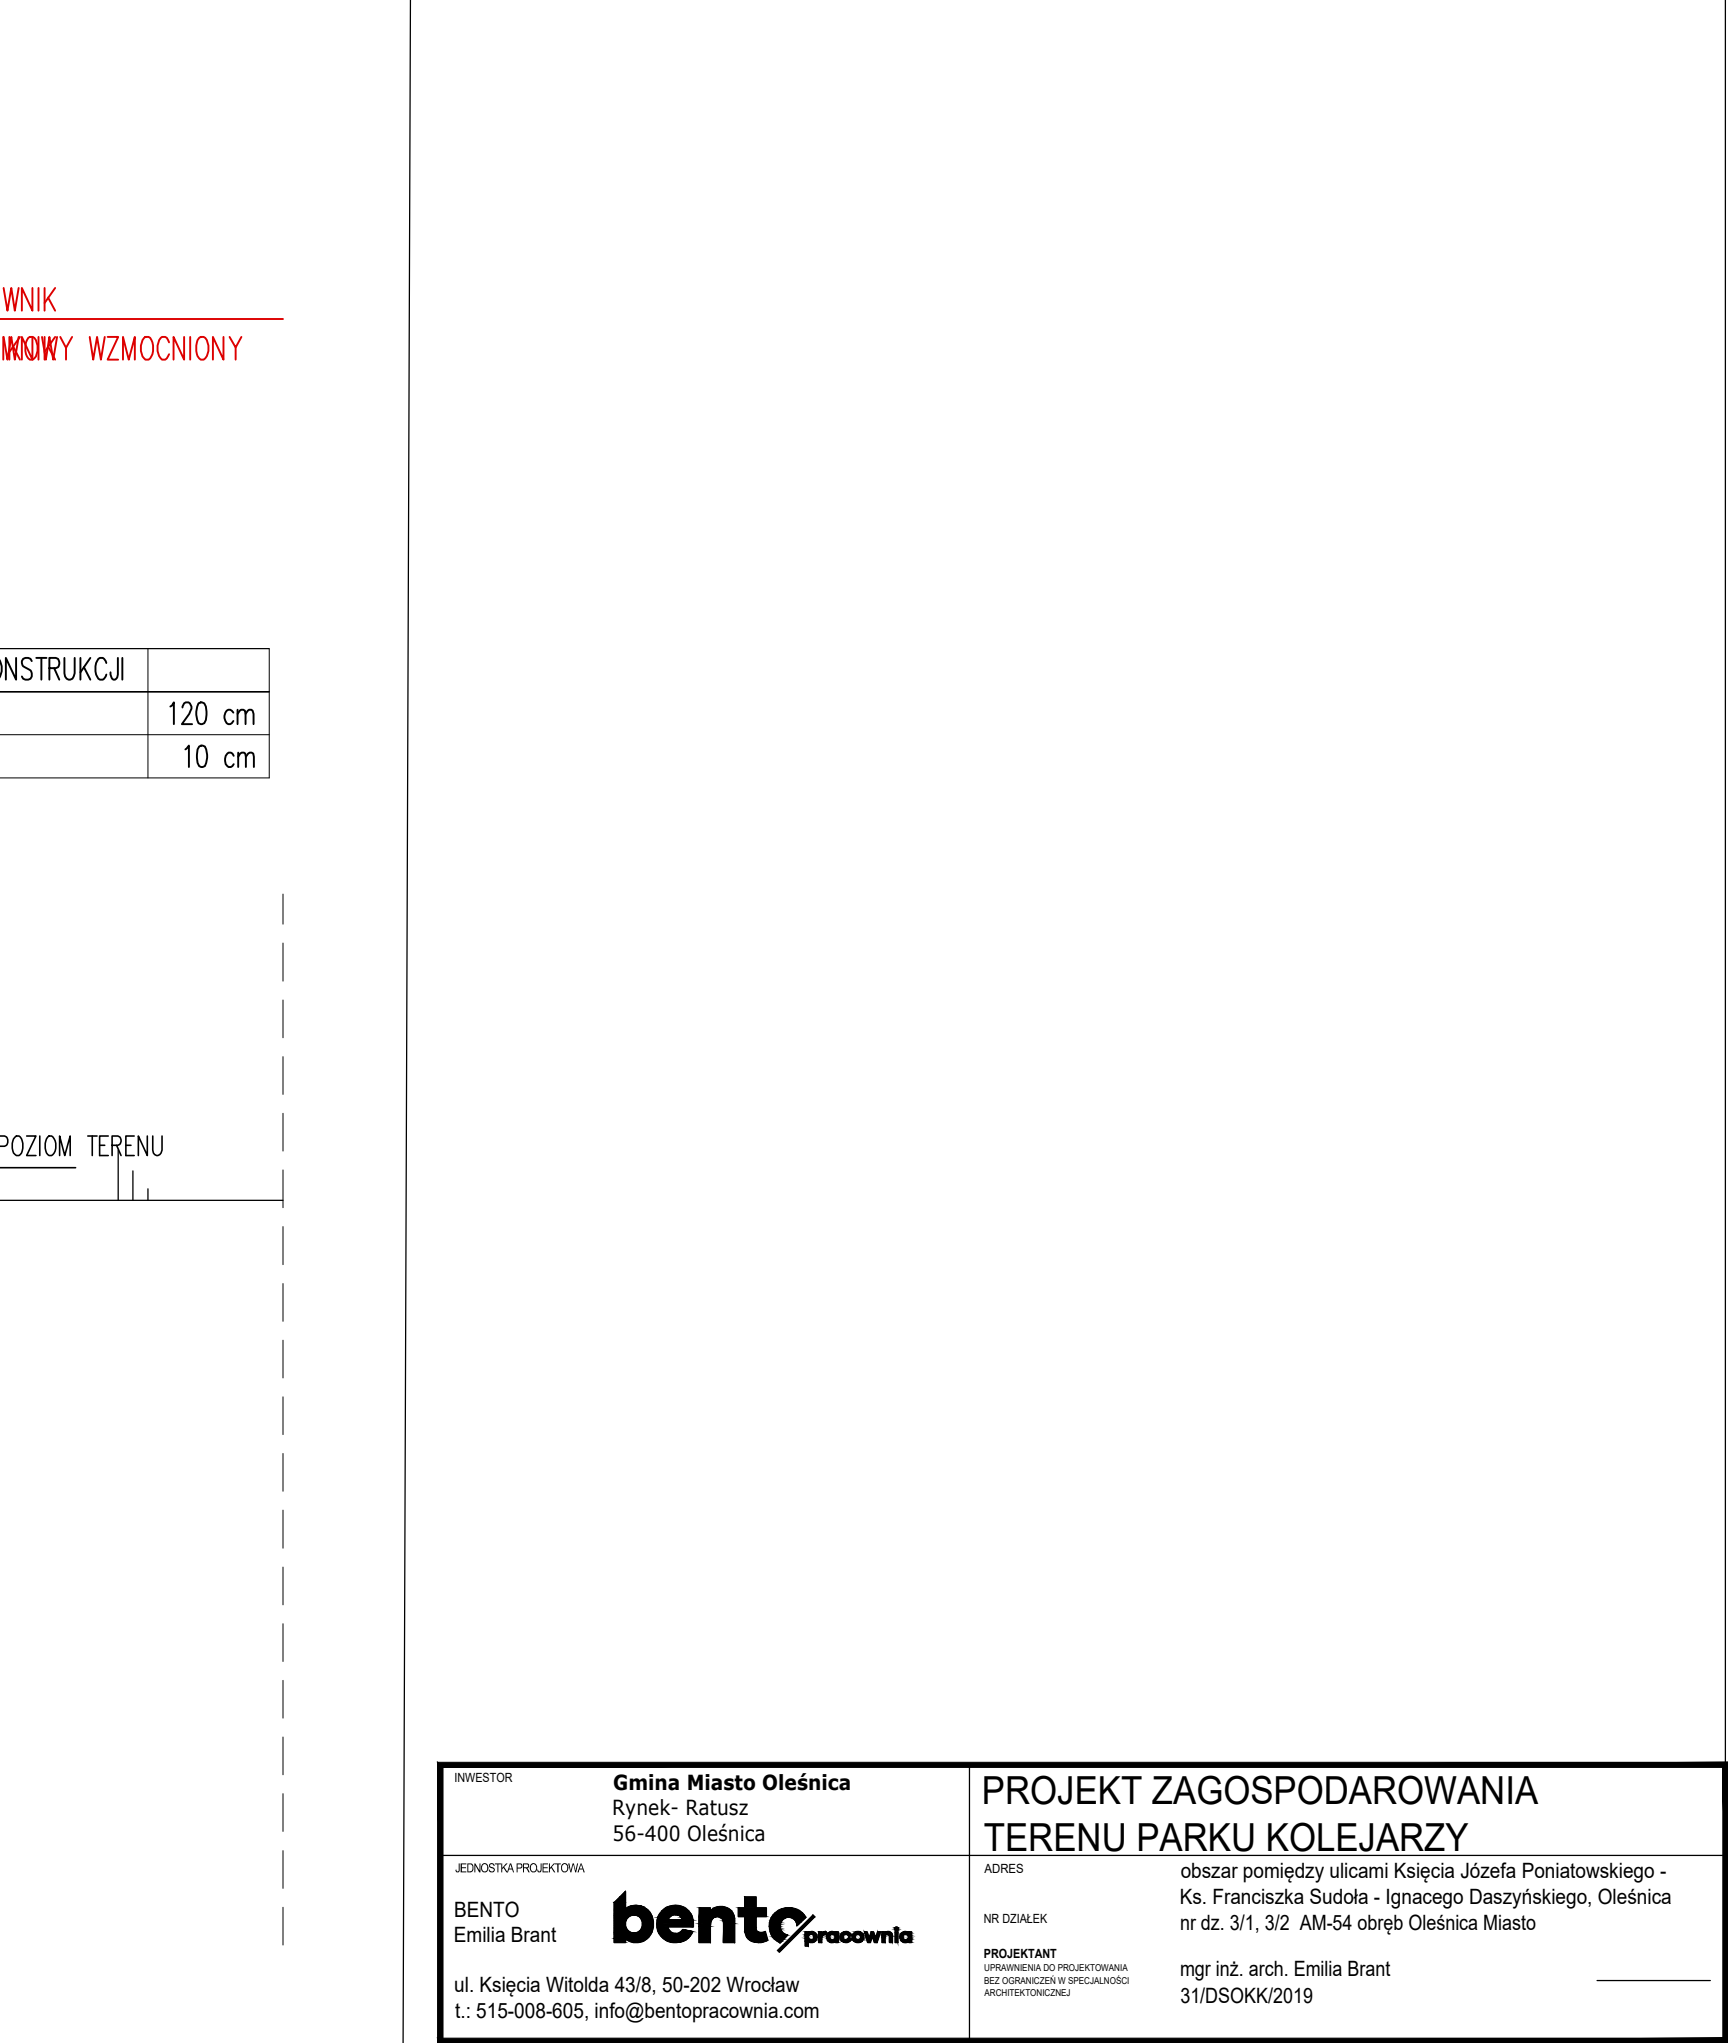 WNIK
WZMOCNIONY
ONSTRUKCJI
120 cm
10 cm
POZIOM TERENU
INWESTOR
Gmina Miasto Oleśnica
Rynek- Ratusz
56-400 Oleśnica
PROJEKT ZAGOSPODAROWANIA
TERENU PARKU KOLEJARZY
JEDNOSTKA PROJEKTOWA
BENTO
Emilia Brant
bento pracownia
ul. Księcia Witolda 43/8, 50-202 Wrocław
t.: 515-008-605, info@bentopracownia.com
ADRES
obszar pomiędzy ulicami Księcia Józefa Poniatowskiego -
Ks. Franciszka Sudoła - Ignacego Daszyńskiego, Oleśnica
NR DZIAŁEK
nr dz. 3/1, 3/2 AM-54 obręb Oleśnica Miasto
PROJEKTANT
UPRAWNIENIA DO PROJEKTOWANIA
BEZ OGRANICZEŃ W SPECJALNOŚCI
ARCHITEKTONICZNEJ
mgr inż. arch. Emilia Brant
31/DSOKK/2019